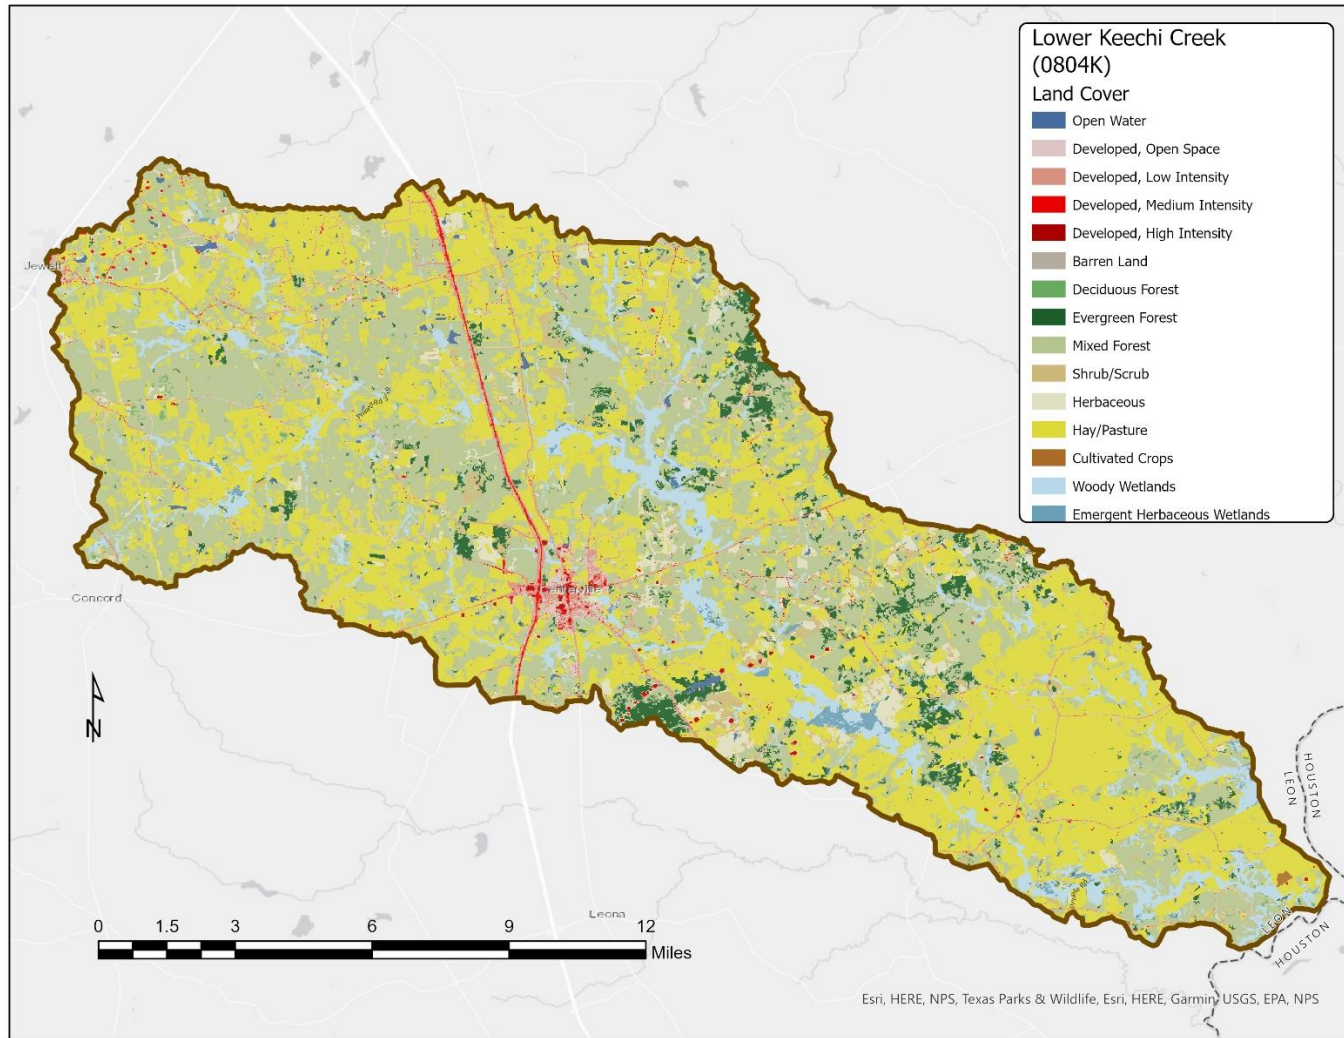 Lower Keechi Creek
(0804K)
Land Cover
Open Water
Developed, Open Space
Developed, Low Intensity
Developed, Medium Intensity
Developed, High Intensity
Barren Land
Deciduous Forest
Evergreen Forest
Mixed Forest
Shrub/Scrub
Herbaceous
Hay/Pasture
Cultivated Crops
Woody Wetlands
Emergent Herbaceous Wetlands
Jewett
Centerville
Concord
N
HOUSTON
LEON
Leona
LEON
HOUSTON
0 1.5 3 6 9 12
Miles
Esri, HERE, NPS, Texas Parks & Wildlife, Esri, HERE, Garmin, USGS, EPA, NPS